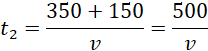 t₂ = (350 + 150)/v = 500/v